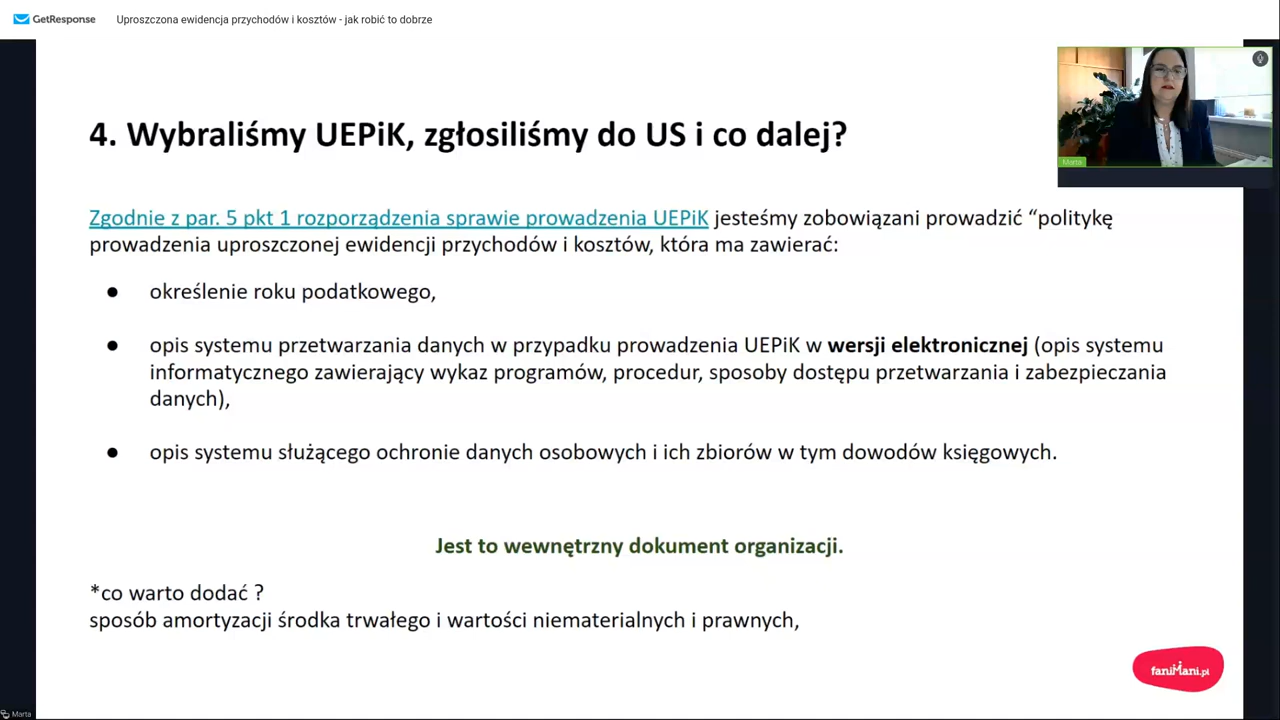 GetResponse
Uproszczona ewidencja przychodów i kosztów - jak robić to dobrze
4. Wybraliśmy UEPiK, zgłosiliśmy do US i co dalej?
Marta
Zgodnie z par. 5 pkt 1 rozporządzenia sprawie prowadzenia UEPiK jesteśmy zobowiązani prowadzić “politykę
prowadzenia uproszczonej ewidencji przychodów i kosztów, która ma zawierać:
● określenie roku podatkowego,
● opis systemu przetwarzania danych w przypadku prowadzenia UEPiK w wersji elektronicznej (opis systemu
informatycznego zawierający wykaz programów, procedur, sposoby dostępu przetwarzania i zabezpieczania
danych),
● opis systemu służącego ochronie danych osobowych i ich zbiorów w tym dowodów księgowych.
Jest to wewnętrzny dokument organizacji.
*co warto dodać ?
sposób amortyzacji środka trwałego i wartości niematerialnych i prawnych,
faniMani.pl
Marta